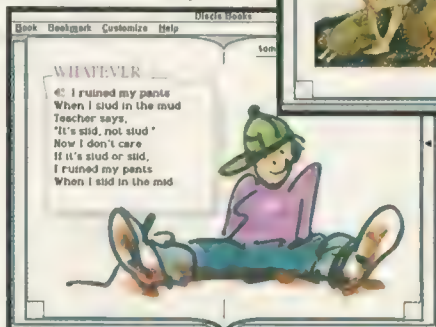 Discis Books
Book Bookmark Customize Help
Som
WHATEVER
I ruined my pants
When I slud in the mud
Teacher says,
"It's slid, not slud"
Now I don't care
If it's slud or slid,
I ruined my pants
When I slid in the mid